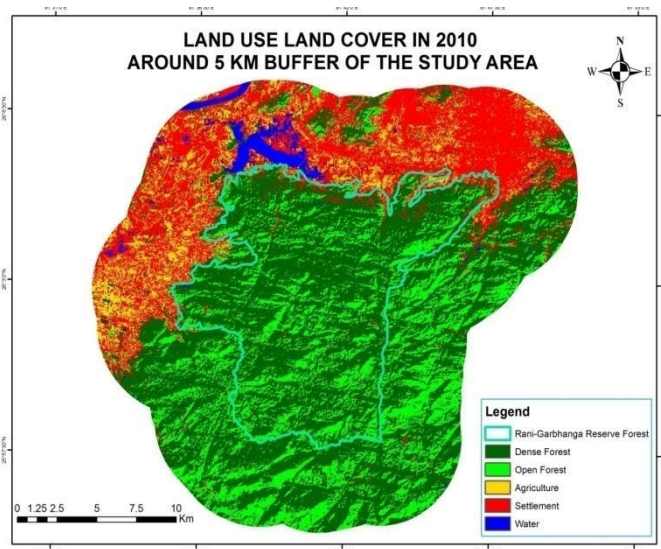 LAND USE LAND COVER IN 2010
AROUND 5 KM BUFFER OF THE STUDY AREA
N
W E
S
Legend
Rani-Garbhanga Reserve Forest
Dense Forest
Open Forest
Agriculture
Settlement
Water
0 1.25 2.5 5 7.5 10
Km